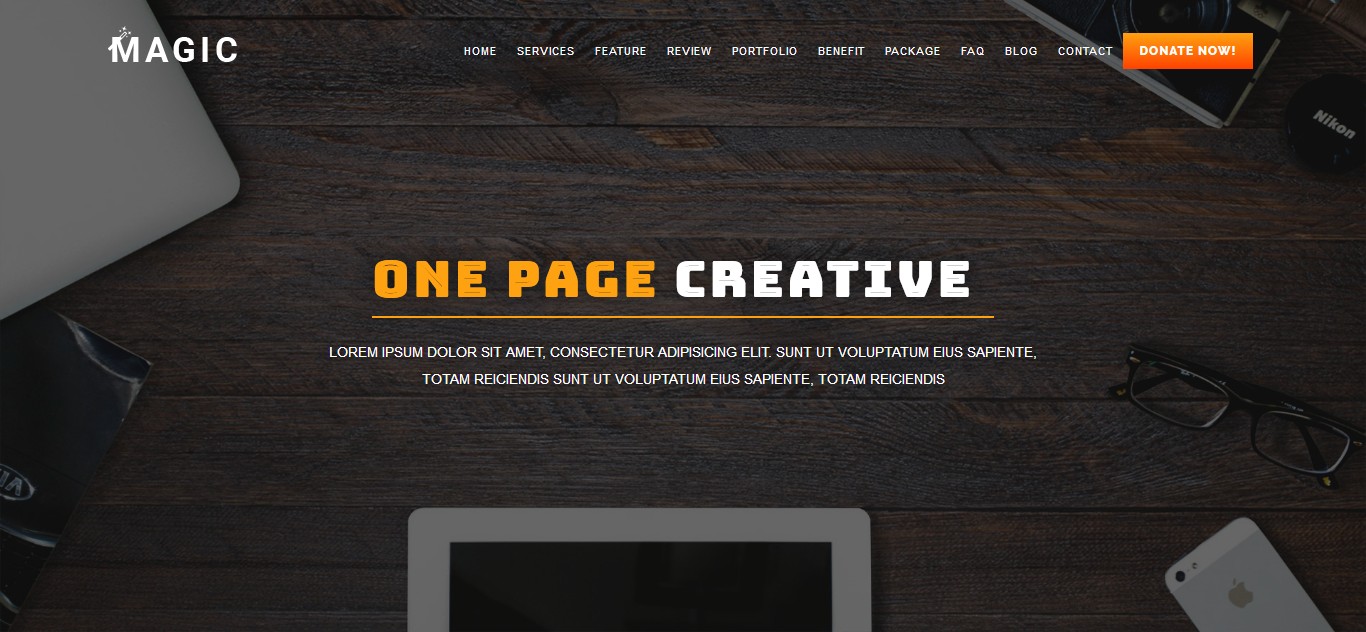 MAGIC
HOME SERVICES FEATURE REVIEW PORTFOLIO BENEFIT PACKAGE FAQ BLOG CONTACT DONATE NOW!
Nikon
ONE PAGE CREATIVE
LOREM IPSUM DOLOR SIT AMET, CONSECTETUR ADIPISICING ELIT. SUNT UT VOLUPTATUM EIUS SAPIENTE,
TOTAM REICIENDIS SUNT UT VOLUPTATUM EIUS SAPIENTE, TOTAM REICIENDIS